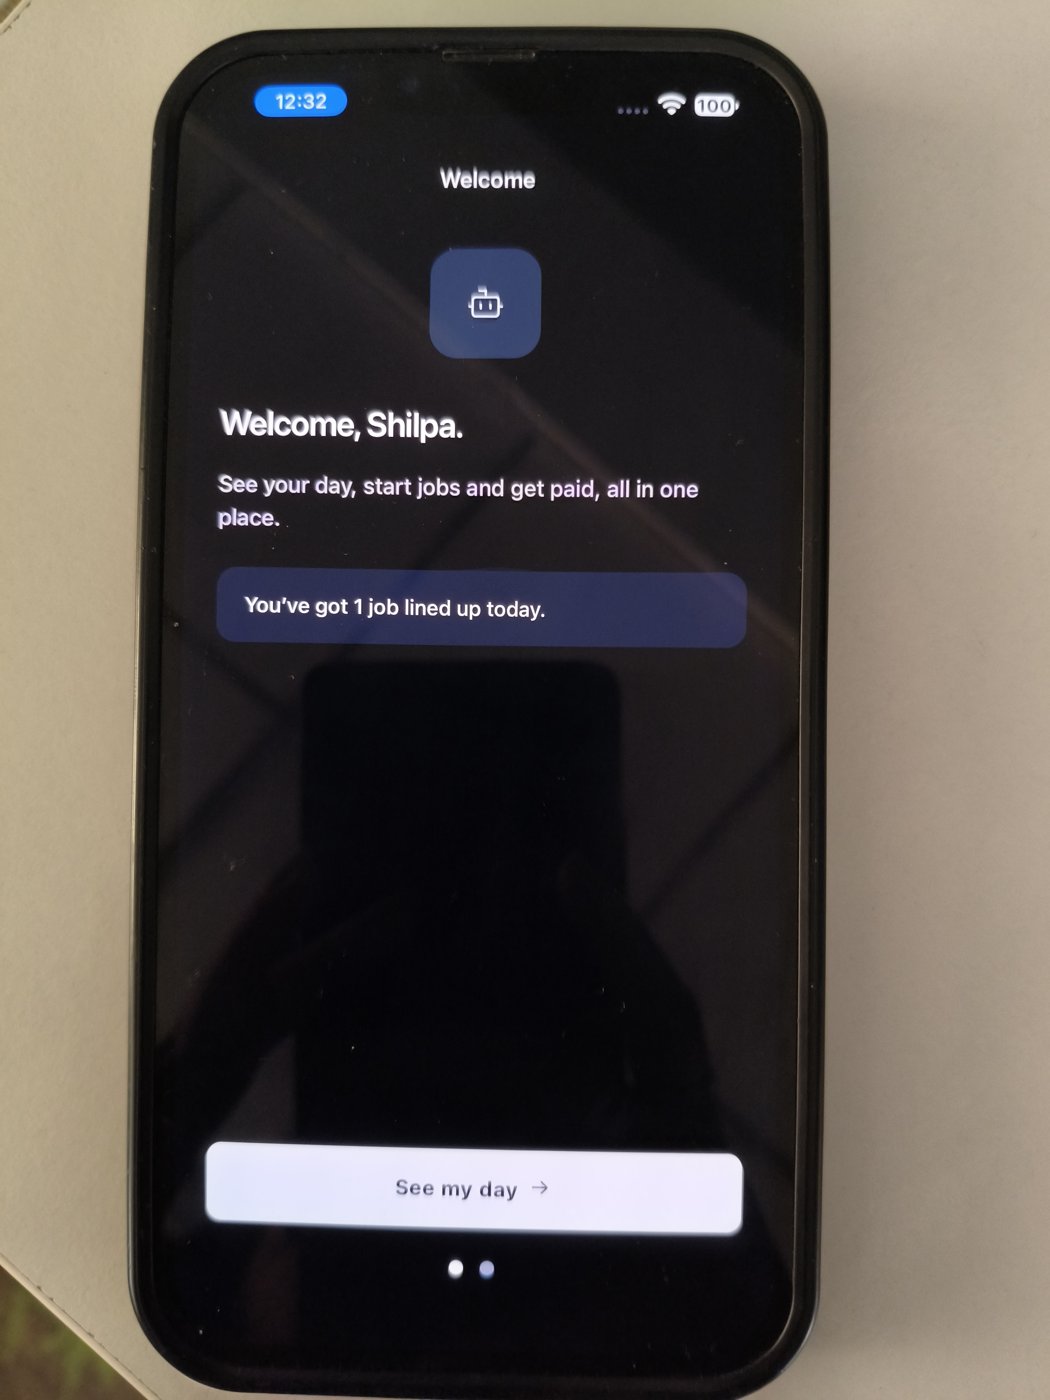 12:32
100
Welcome
Welcome, Shilpa.
See your day, start jobs and get paid, all in one
place.
You've got 1 job lined up today.
See my day →